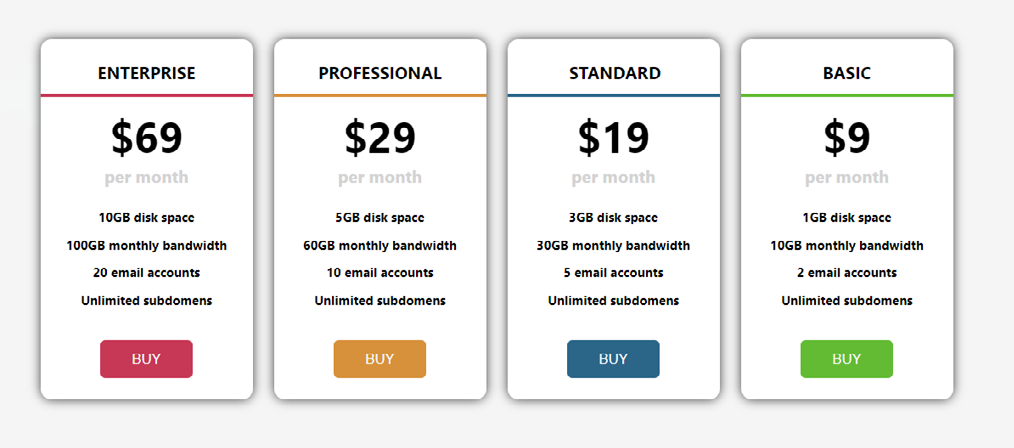 ENTERPRISE
$69
per month
10GB disk space
100GB monthly bandwidth
20 email accounts
Unlimited subdomens
BUY
PROFESSIONAL
$29
per month
5GB disk space
60GB monthly bandwidth
10 email accounts
Unlimited subdomens
BUY
STANDARD
$19
per month
3GB disk space
30GB monthly bandwidth
5 email accounts
Unlimited subdomens
BUY
BASIC
$9
per month
1GB disk space
10GB monthly bandwidth
2 email accounts
Unlimited subdomens
BUY